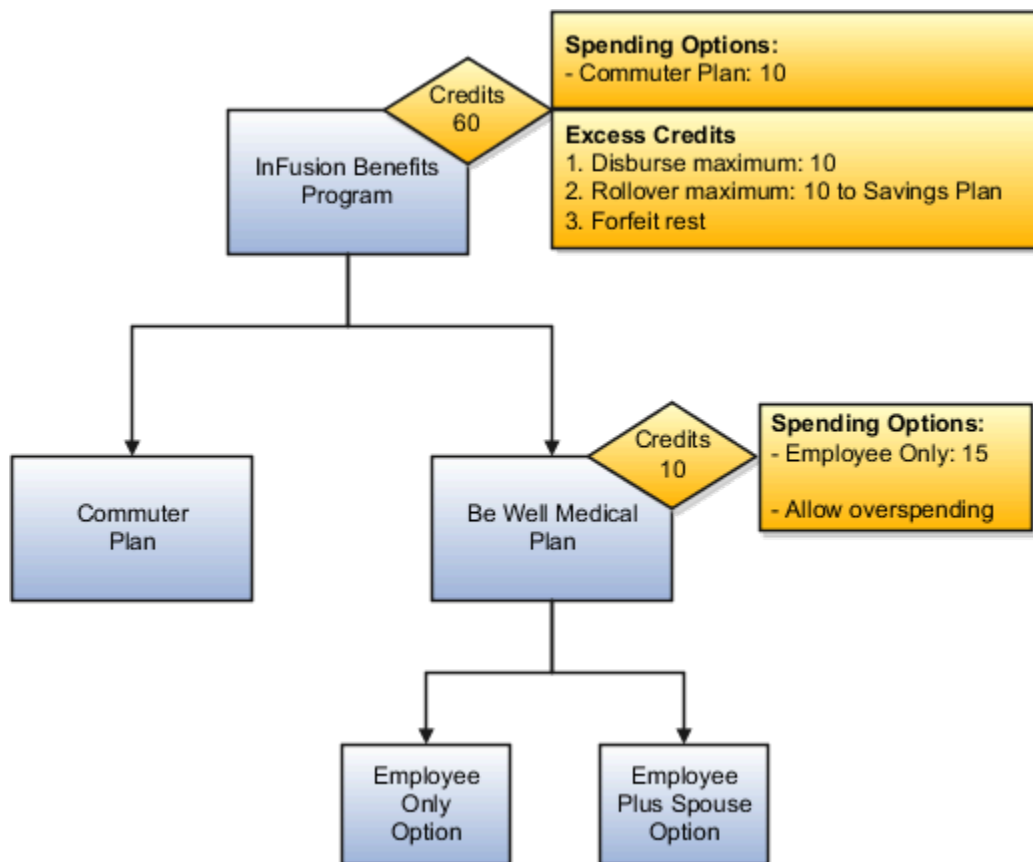 Spending Options:
- Commuter Plan: 10
Credits
60
Excess Credits
1. Disburse maximum: 10
2. Rollover maximum: 10 to Savings Plan
3. Forfeit rest
InFusion Benefits
Program
Commuter
Plan
Credits
10
Spending Options:
- Employee Only: 15
- Allow overspending
Be Well Medical
Plan
Employee
Only
Option
Employee
Plus Spouse
Option